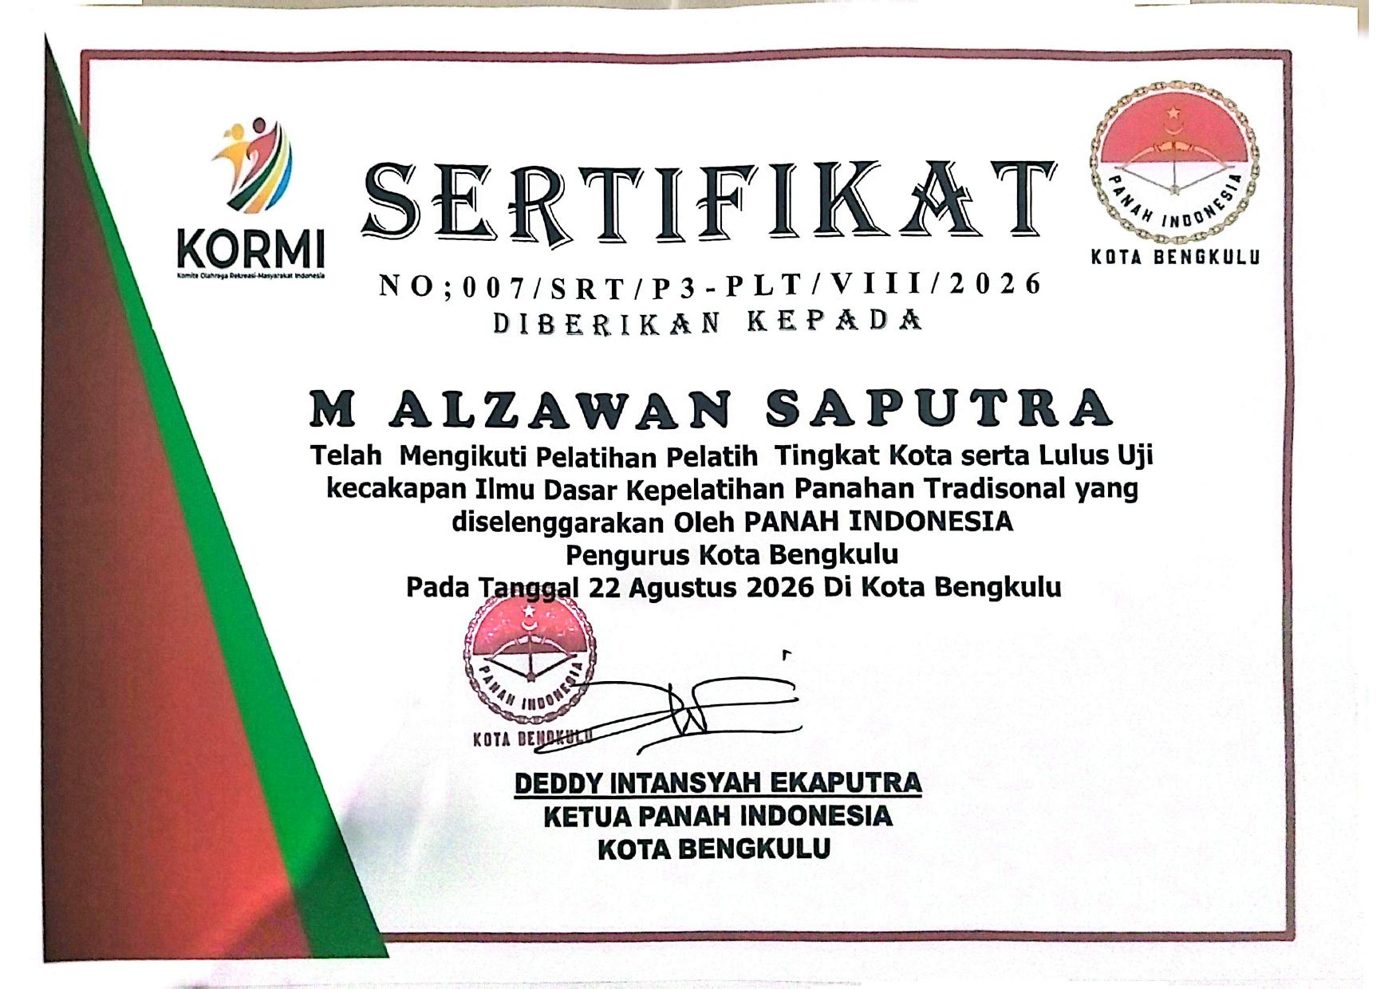 KORMI
Komite Olahraga Rekreasi-Masyarakat Indonesia
PANAH INDONESIA
KOTA BENGKULU
SERTIFIKAT
NO;007/SRT/P3-PLT/VIII/2026
DIBERIKAN KEPADA
M ALZAWAN SAPUTRA
Telah Mengikuti Pelatihan Pelatih Tingkat Kota serta Lulus Uji
kecakapan Ilmu Dasar Kepelatihan Panahan Tradisonal yang
diselenggarakan Oleh PANAH INDONESIA
Pengurus Kota Bengkulu
Pada Tanggal 22 Agustus 2026 Di Kota Bengkulu
PANAH INDONESIA
KOTA BENGKULU
DEDDY INTANSYAH EKAPUTRA
KETUA PANAH INDONESIA
KOTA BENGKULU